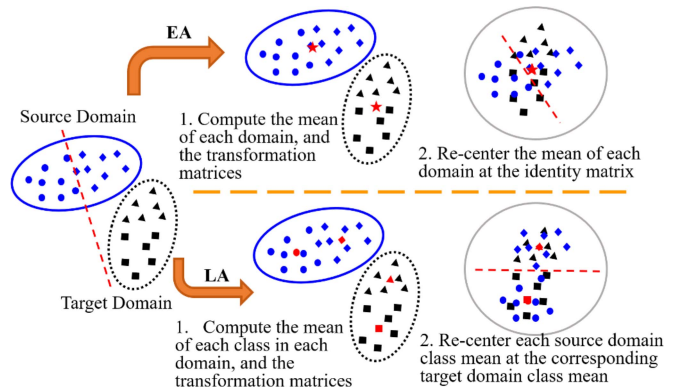 EA
Source Domain
1. Compute the mean
of each domain, and
the transformation
matrices
2. Re-center the mean of each
domain at the identity matrix
Target Domain
LA
1. Compute the mean
of each class in each
domain, and the
transformation matrices
2. Re-center each source domain
class mean at the corresponding
target domain class mean